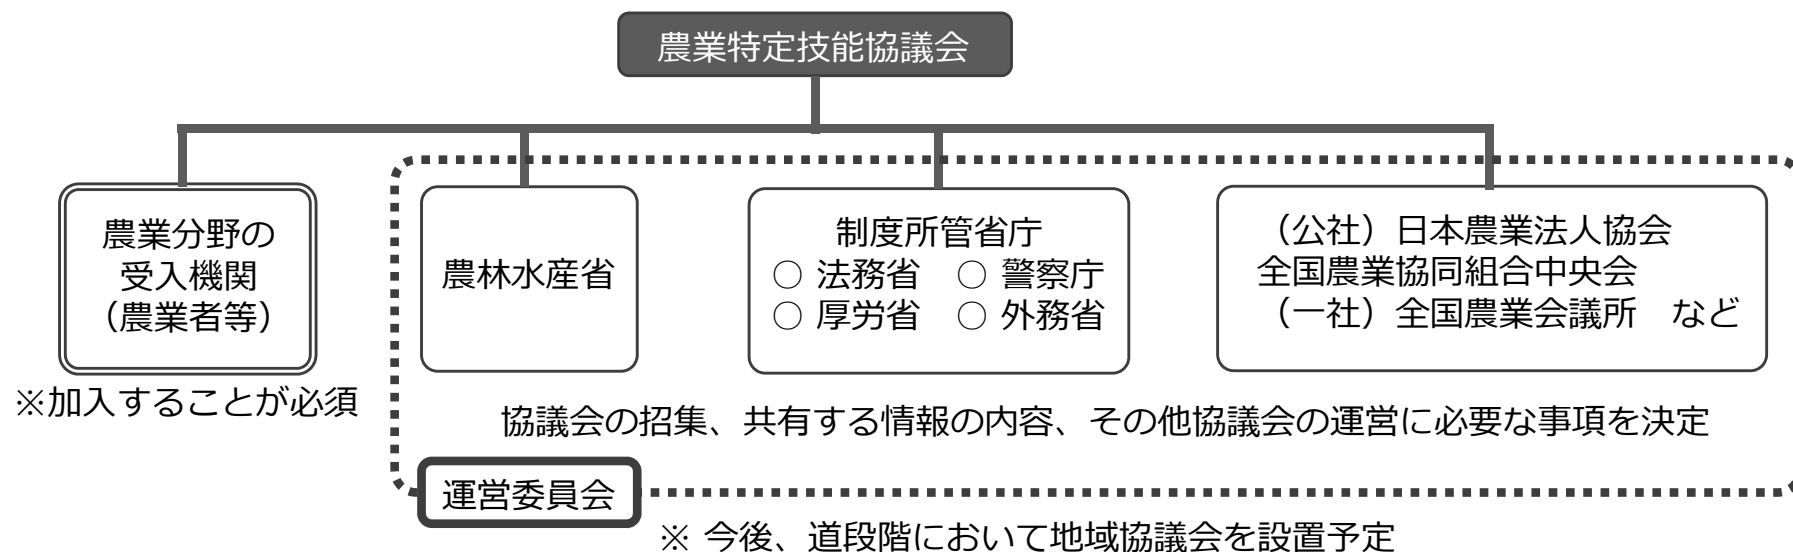 農業特定技能協議会
農業分野の
受入機関
（農業者等）
※加入することが必須
農林水産省
制度所管省庁
○ 法務省　○ 警察庁
○ 厚労省　○ 外務省
（公社）日本農業法人協会
全国農業協同組合中央会
（一社）全国農業会議所　など
協議会の招集、共有する情報の内容、その他協議会の運営に必要な事項を決定
運営委員会
※ 今後、道段階において地域協議会を設置予定